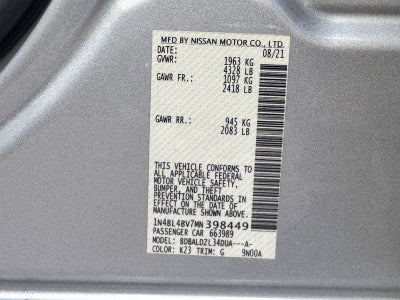 MFD BY NISSAN MOTOR CO., LTD.
DATE: 08/21
GVWR: 1963 KG
4328 LB
GAWR FR.: 1097 KG
2418 LB
GAWR RR.: 945 KG
2083 LB
THIS VEHICLE CONFORMS TO ALL
APPLICABLE FEDERAL MOTOR
VEHICLE SAFETY, BUMPER,
AND THEFT PREVENTION
STANDARDS IN EFFECT ON
THE DATE OF
MANUFACTURE SHOWN ABOVE.
1N4BL4BV7MN398449
PASSENGER CAR 663989
MODEL: BDBALDZL34DUA---A-
COLOR: K23 TRIM: G 9N00A